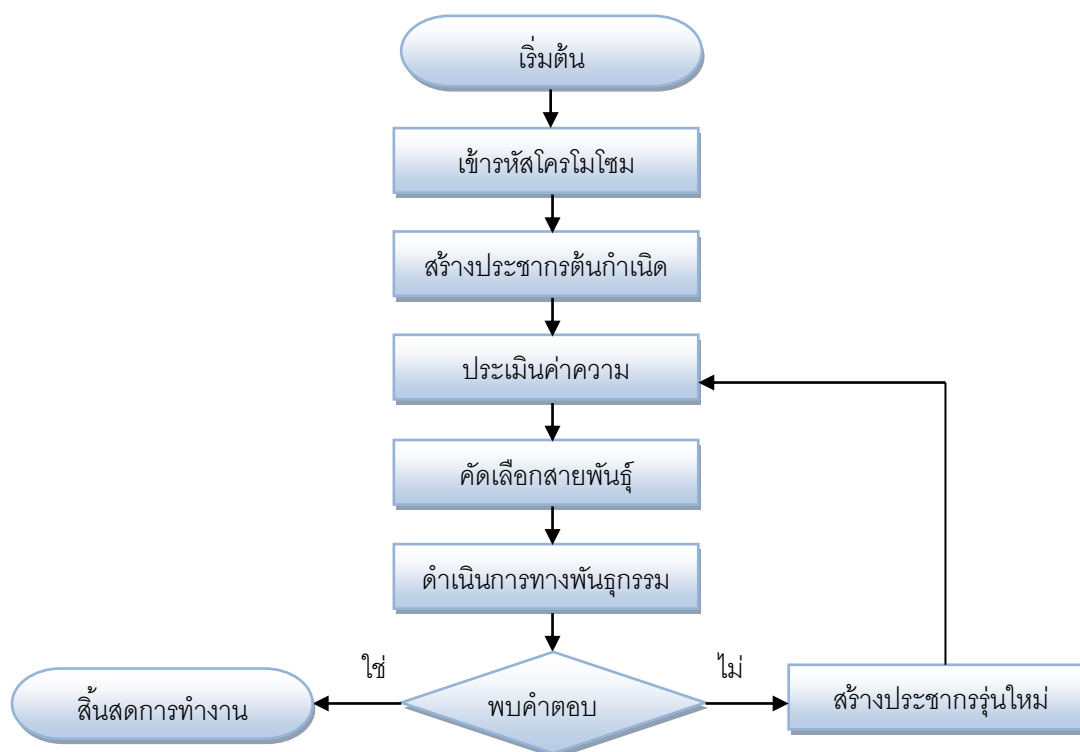 เริ่มต้น
เข้ารหัสโครโมโซม
สร้างประชากรต้นกำเนิด
ประเมินค่าความ
คัดเลือกสายพันธุ์
ดำเนินการทางพันธุกรรม
ใช่
ไม่
สิ้นสดการทำงาน
พบคำตอบ
สร้างประชากรรุ่นใหม่